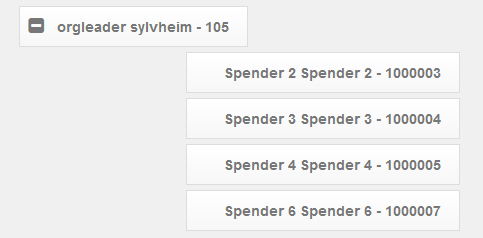 orgleader sylvheim - 105
Spender 2 Spender 2 - 1000003
Spender 3 Spender 3 - 1000004
Spender 4 Spender 4 - 1000005
Spender 6 Spender 6 - 1000007